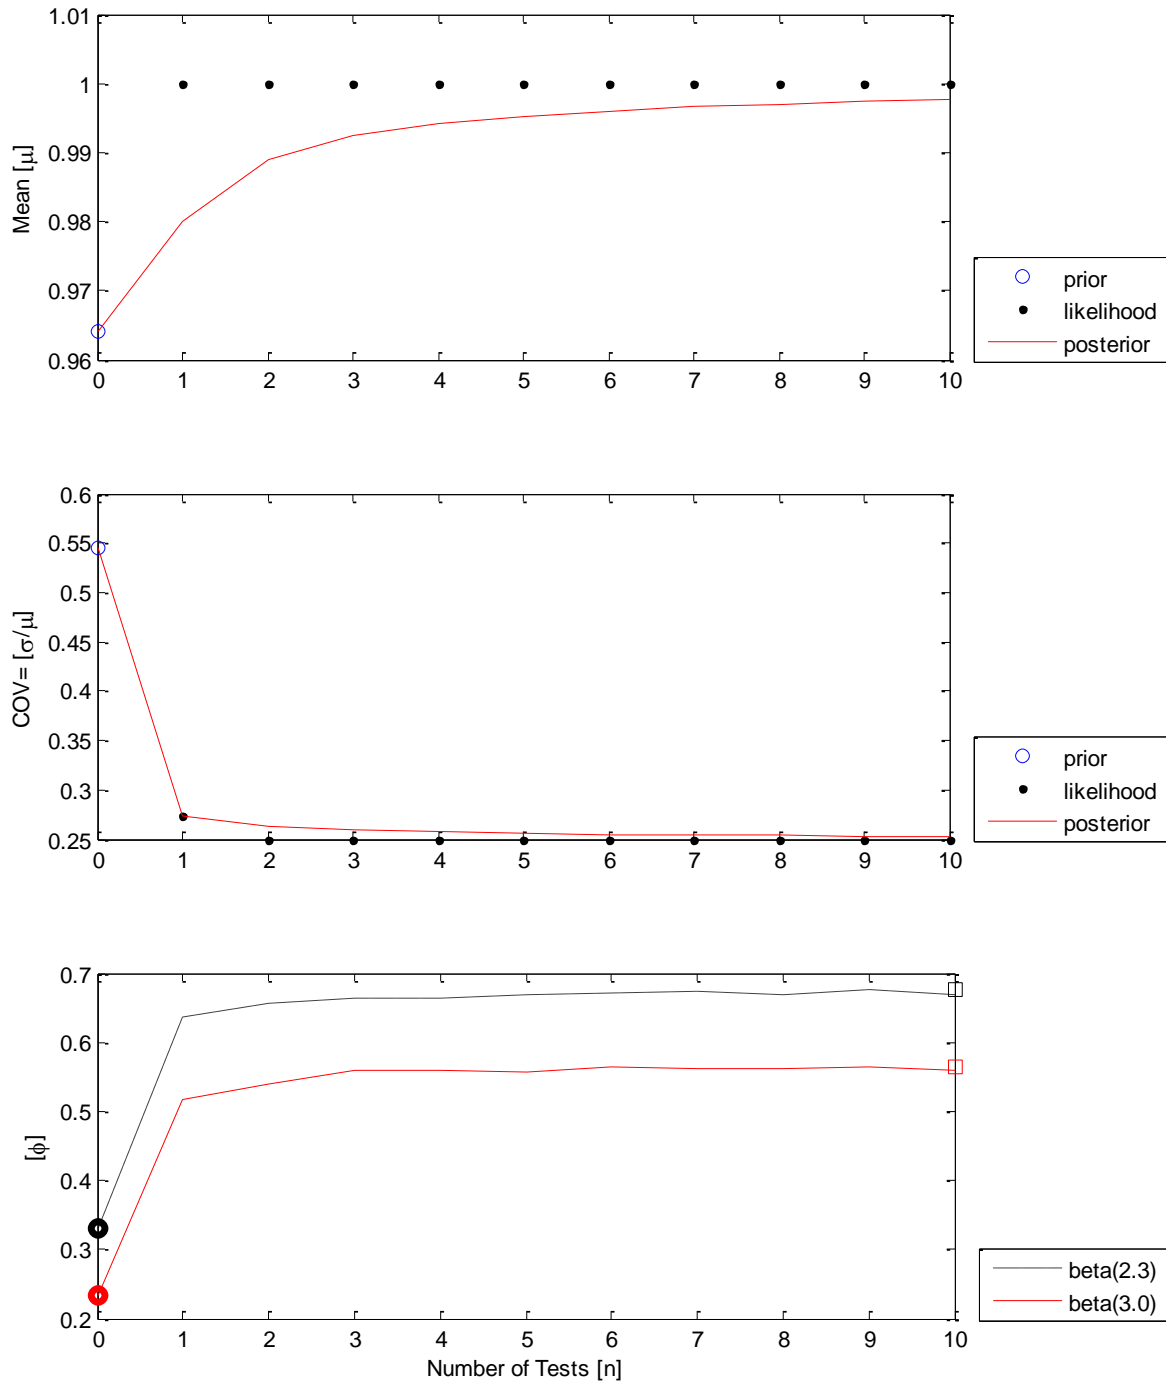 1.01
1
0.99
0.98
0.97
0.96
Mean [μ]
0 1 2 3 4 5 6 7 8 9 10
prior
likelihood
posterior
0.6
0.55
0.5
0.45
0.4
0.35
0.3
0.25
COV= [σ/μ]
0 1 2 3 4 5 6 7 8 9 10
prior
likelihood
posterior
0.7
0.6
0.5
0.4
0.3
0.2
[ϕ]
0 1 2 3 4 5 6 7 8 9 10
Number of Tests [n]
beta(2.3)
beta(3.0)